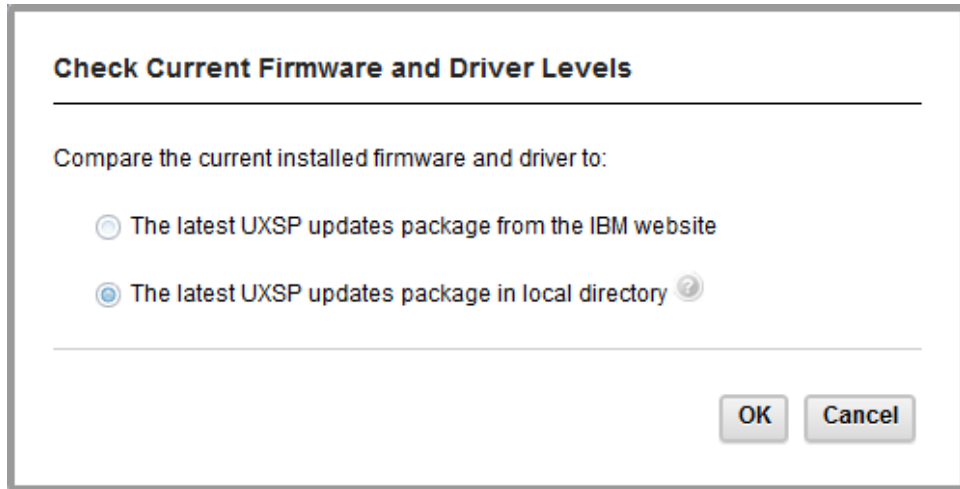 Check Current Firmware and Driver Levels
Compare the current installed firmware and driver to:
The latest UXSP updates package from the IBM website
The latest UXSP updates package in local directory ?
OK Cancel